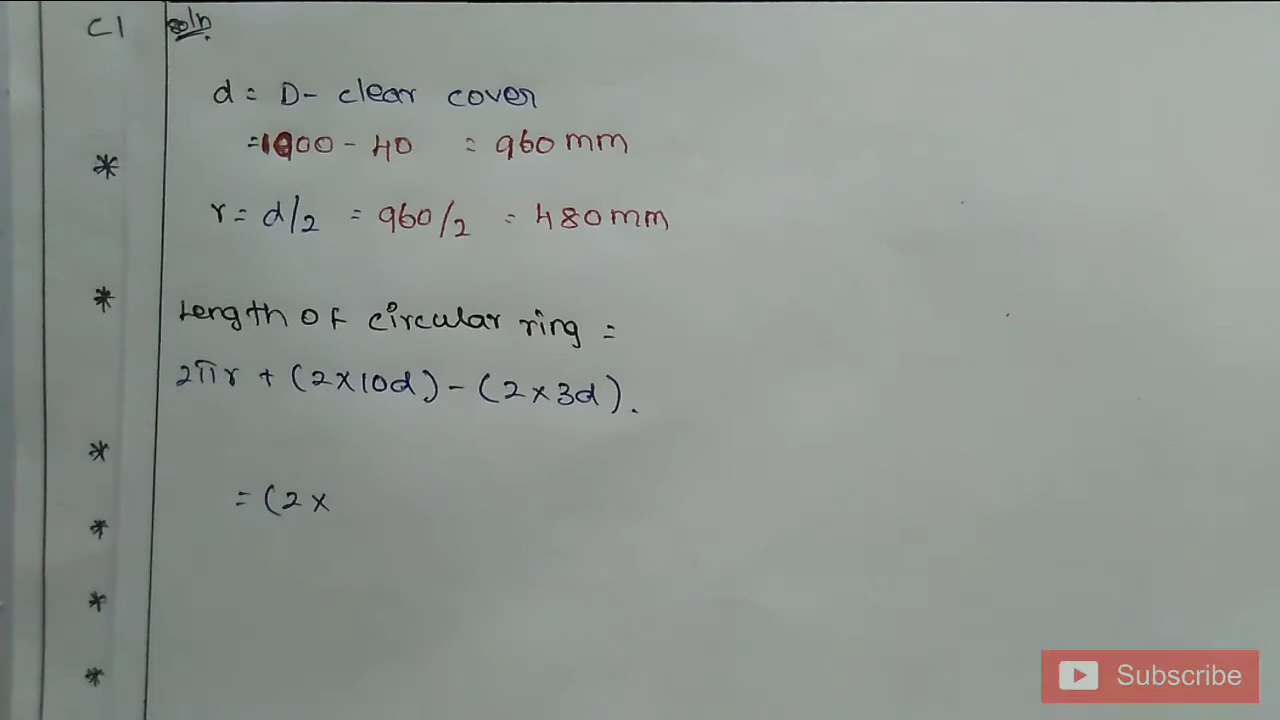 C1 soln.
d = D- clear cover
=1000 - 40 = 960 mm
r = d/2 = 960/2 = 480 mm
*
Length of circular ring =
*
2πr + (2×10d) - (2×3d).
*
= (2×
*
*
*
Subscribe